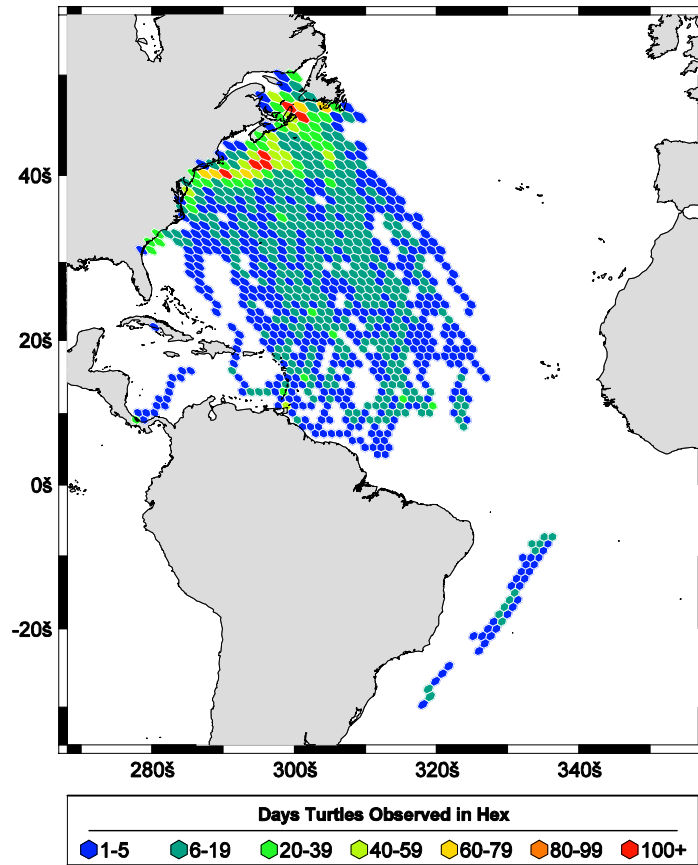 40š
20š
0š
-20š
280š 300š 320š 340š
Days Turtles Observed in Hex
1-5 6-19 20-39 40-59 60-79 80-99 100+